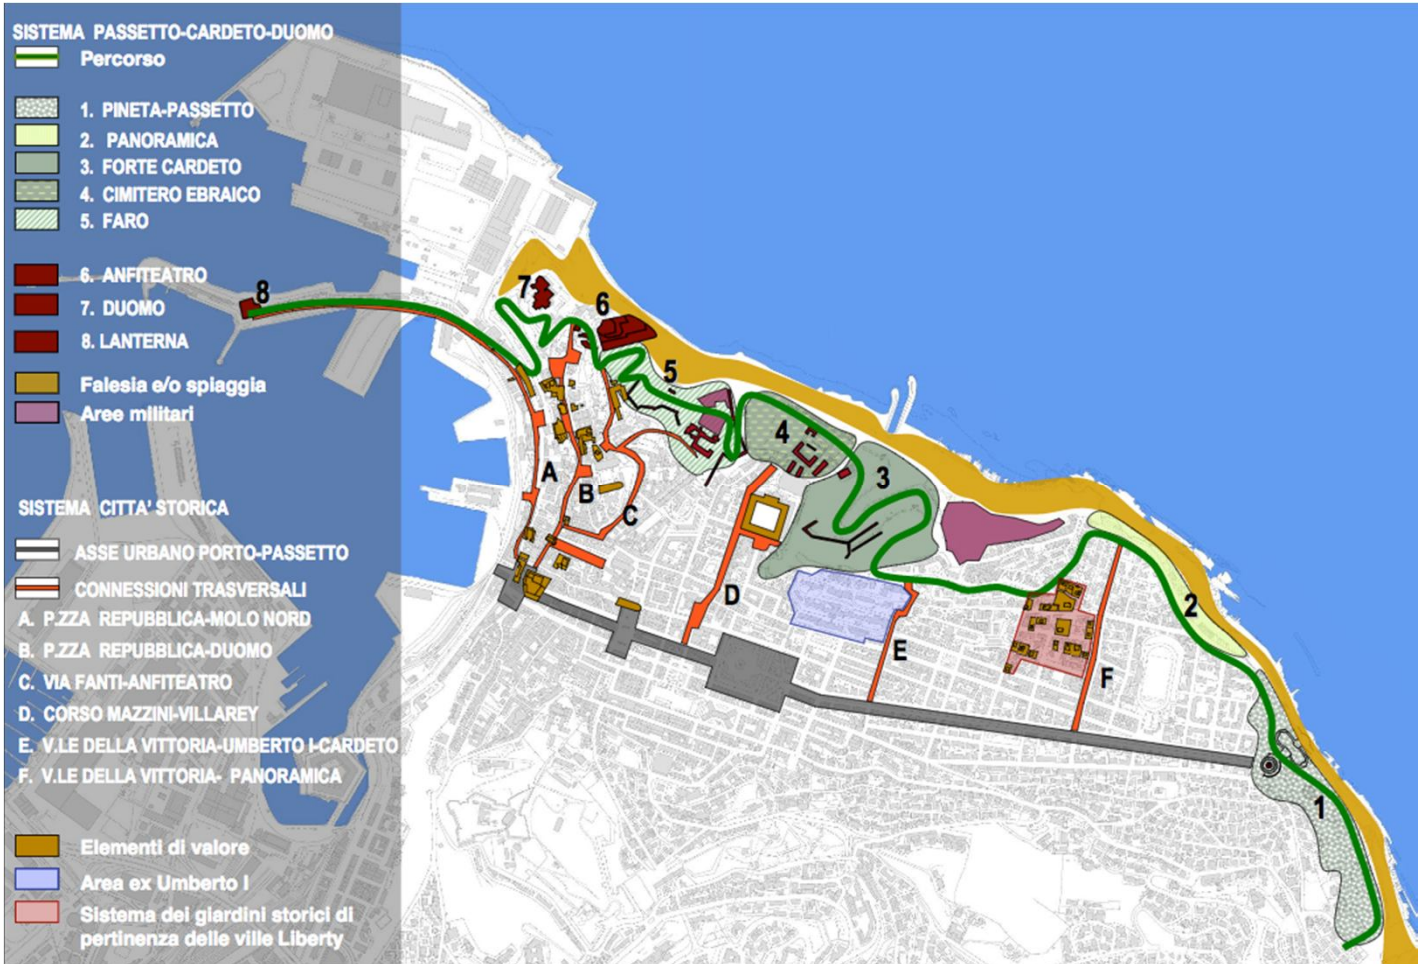 SISTEMA PASSETTO-CARDETO-DUOMO
Percorso
1. PINETA-PASSETTO
2. PANORAMICA
3. FORTE CARDETO
4. CIMITERO EBRAICO
5. FARO
6. ANFITEATRO
7. DUOMO
8. LANTERNA
Falesia e/o spiaggia
Aree militari
SISTEMA CITTA' STORICA
ASSE URBANO PORTO-PASSETTO
CONNESSIONI TRASVERSALI
A. P.ZZA REPUBBLICA-MOLO NORD
B. P.ZZA REPUBBLICA-DUOMO
C. VIA FANTI-ANFITEATRO
D. CORSO MAZZINI-VILLAREY
E. V.LE DELLA VITTORIA-UMBERTO I-CARDETO
F. V.LE DELLA VITTORIA- PANORAMICA
Elementi di valore
Area ex Umberto I
Sistema dei giardini storici di
pertinenza delle ville Liberty
8
7
6
5
4
3
2
1
A
B
C
D
E
F